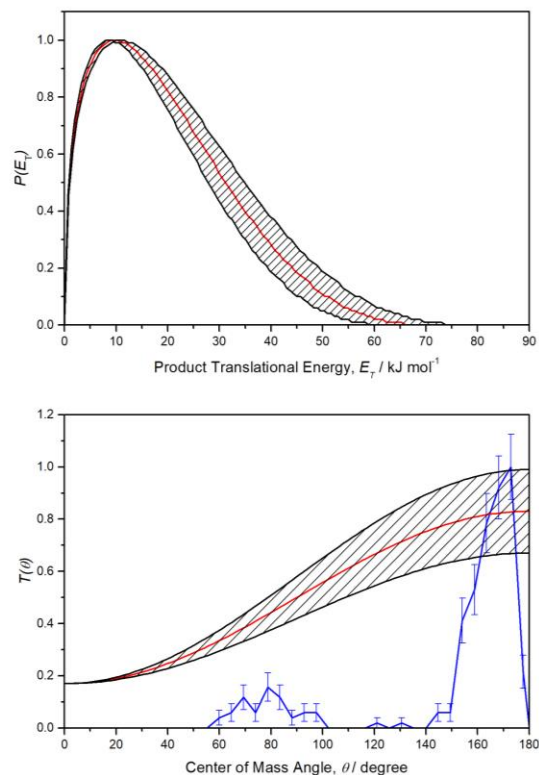 1.0
0.8
0.6
0.4
0.2
0.0
P(E_T)
0 10 20 30 40 50 60 70 80 90
Product Translational Energy, E_T / kJ mol⁻¹
1.2
1.0
0.8
0.6
0.4
0.2
0.0
T(θ)
0 20 40 60 80 100 120 140 160 180
Center of Mass Angle, θ / degree